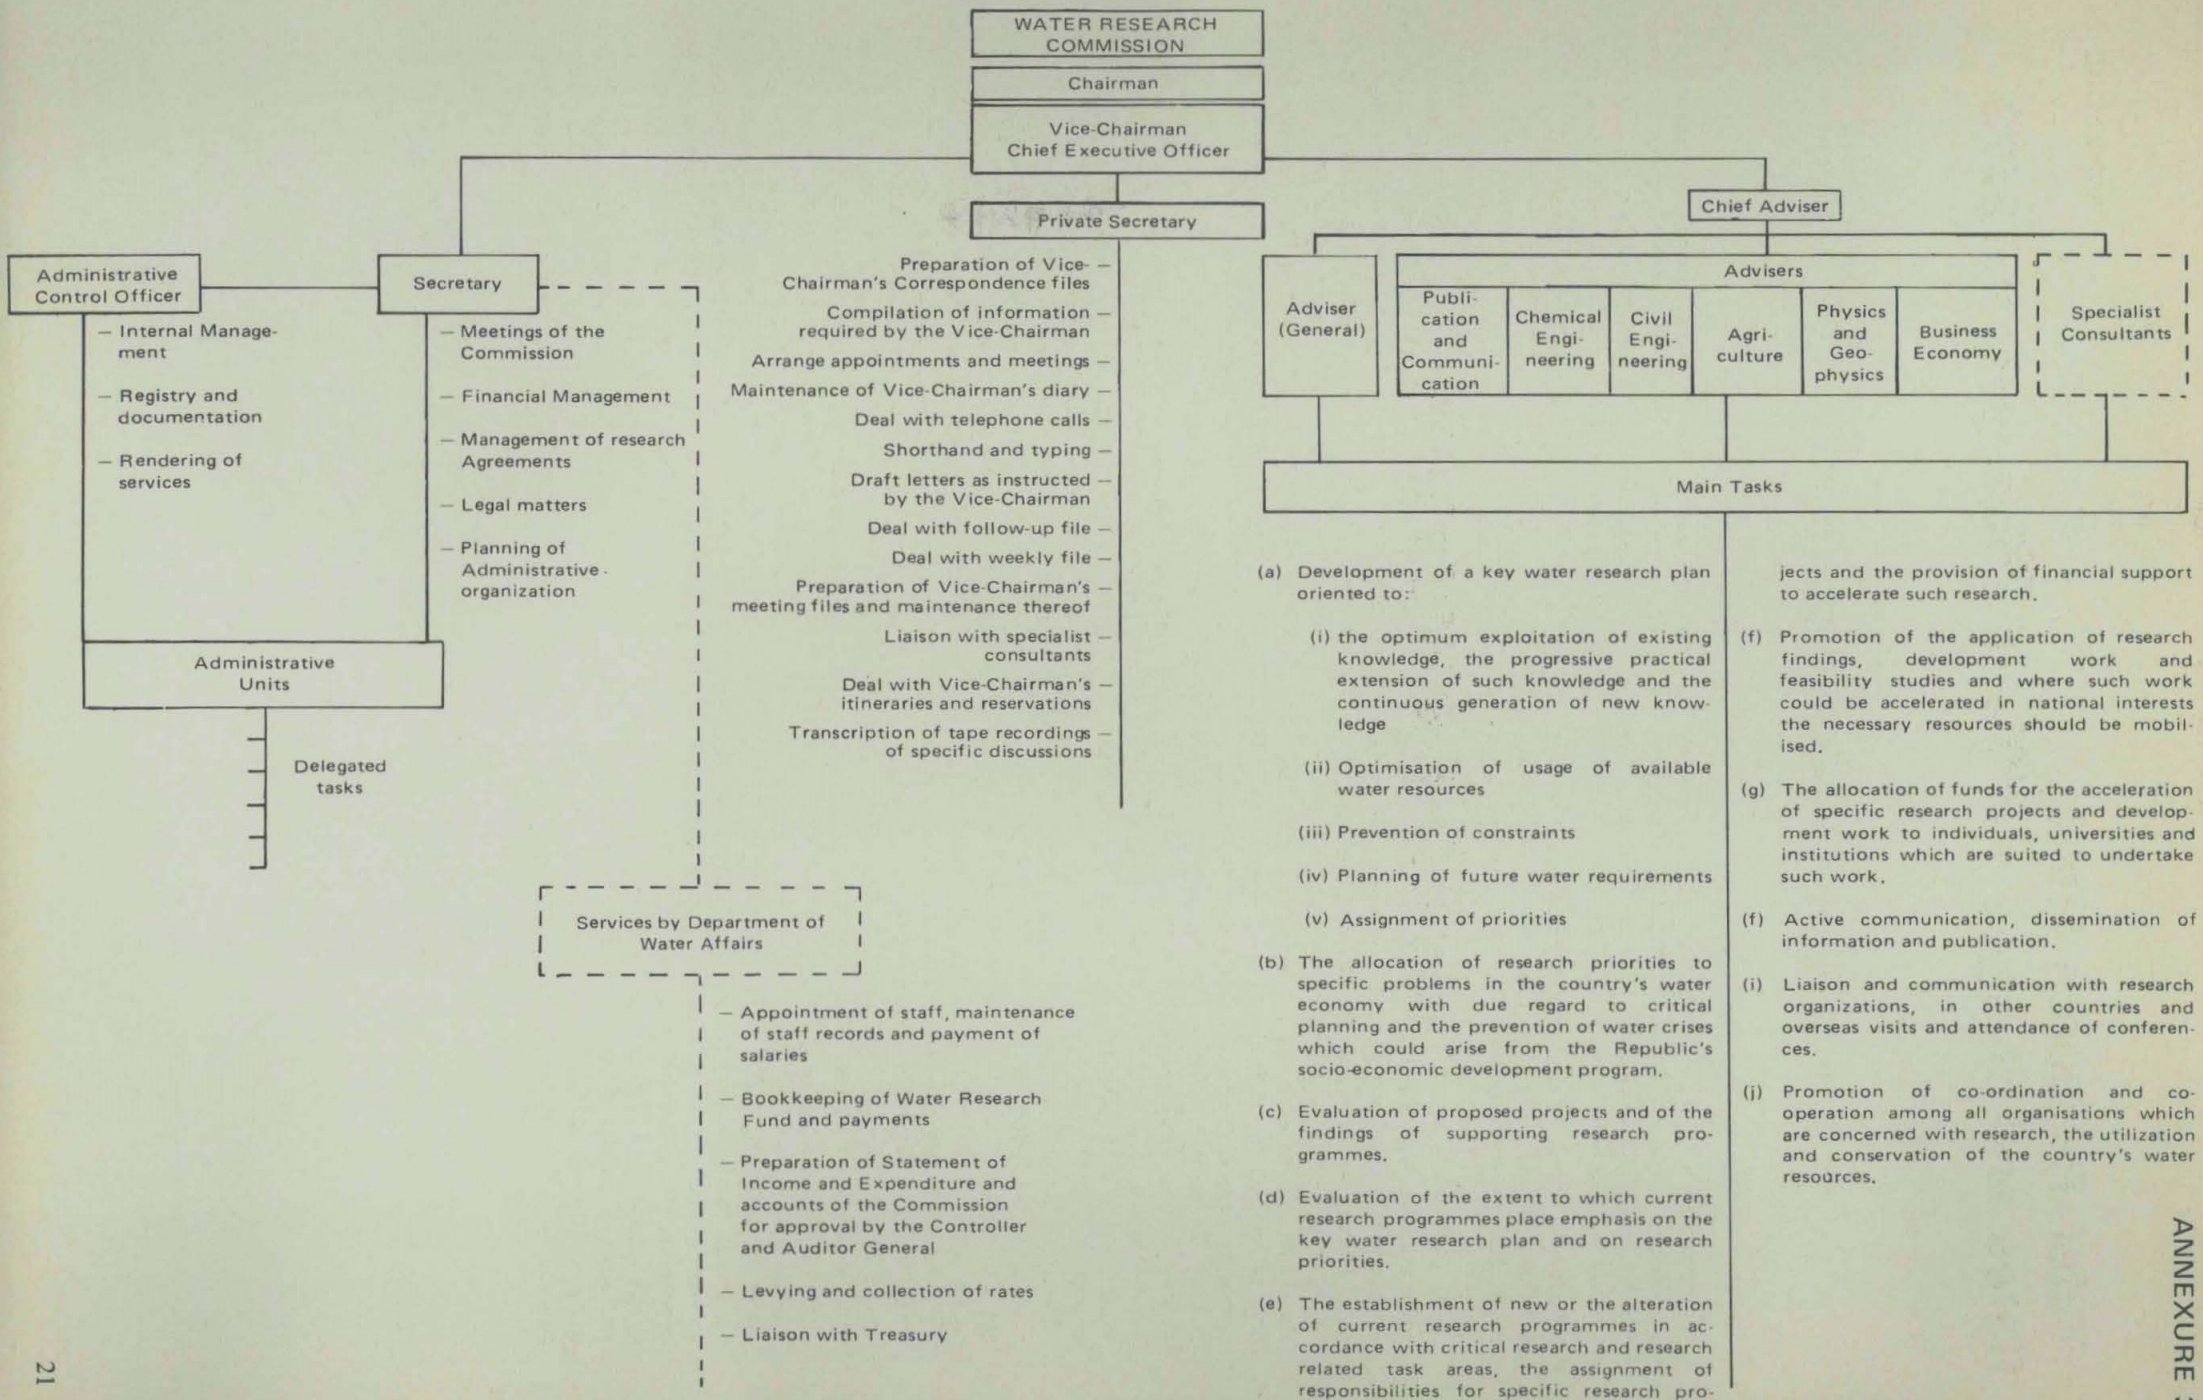 WATER RESEARCH
COMMISSION
Chairman
Vice-Chairman
Chief Executive Officer
Private Secretary
Administrative
Control Officer
— Internal Manage-
ment
— Registry and
documentation
— Rendering of
services
Secretary
— Meetings of the
Commission
— Financial Management
— Management of research
Agreements
— Legal matters
— Planning of
Administrative
organization
Administrative
Units
Delegated
tasks
Preparation of Vice- —
Chairman's Correspondence files
Compilation of information —
required by the Vice-Chairman
Arrange appointments and meetings —
Maintenance of Vice-Chairman's diary —
Deal with telephone calls —
Shorthand and typing —
Draft letters as instructed —
by the Vice-Chairman
Deal with follow-up file —
Deal with weekly file —
Preparation of Vice-Chairman's —
meeting files and maintenance thereof
Liaison with specialist —
consultants
Deal with Vice-Chairman's —
itineraries and reservations
Transcription of tape recordings —
of specific discussions
Services by Department of
Water Affairs
— Appointment of staff, maintenance
of staff records and payment of
salaries
— Bookkeeping of Water Research
Fund and payments
— Preparation of Statement of
Income and Expenditure and
accounts of the Commission
for approval by the Controller
and Auditor General
— Levying and collection of rates
— Liaison with Treasury
Chief Adviser
Adviser
(General)
Advisers
Publi-
cation
and
Communi-
cation
Chemical
Engi-
neering
Civil
Engi-
neering
Agri-
culture
Physics
and
Geo-
physics
Business
Economy
Specialist
Consultants
Main Tasks
(a) Development of a key water research plan
oriented to:
(i) the optimum exploitation of existing
knowledge, the progressive practical
extension of such knowledge and the
continuous generation of new know-
ledge
(ii) Optimisation of usage of available
water resources
(iii) Prevention of constraints
(iv) Planning of future water requirements
(v) Assignment of priorities
(b) The allocation of research priorities to
specific problems in the country's water
economy with due regard to critical
planning and the prevention of water crises
which could arise from the Republic's
socio-economic development program.
(c) Evaluation of proposed projects and of the
findings of supporting research pro-
grammes.
(d) Evaluation of the extent to which current
research programmes place emphasis on the
key water research plan and on research
priorities.
(e) The establishment of new or the alteration
of current research programmes in ac-
cordance with critical research and research
related task areas, the assignment of
responsibilities for specific research pro-
jects and the provision of financial support
to accelerate such research.
(f) Promotion of the application of research
findings, development work and
feasibility studies and where such work
could be accelerated in national interests
the necessary resources should be mobil-
ised.
(g) The allocation of funds for the acceleration
of specific research projects and develop-
ment work to individuals, universities and
institutions which are suited to undertake
such work.
(f) Active communication, dissemination of
information and publication.
(i) Liaison and communication with research
organizations, in other countries and
overseas visits and attendance of conferen-
ces.
(j) Promotion of co-ordination and co-
operation among all organisations which
are concerned with research, the utilization
and conservation of the country's water
resources.
ANNEXURE
21